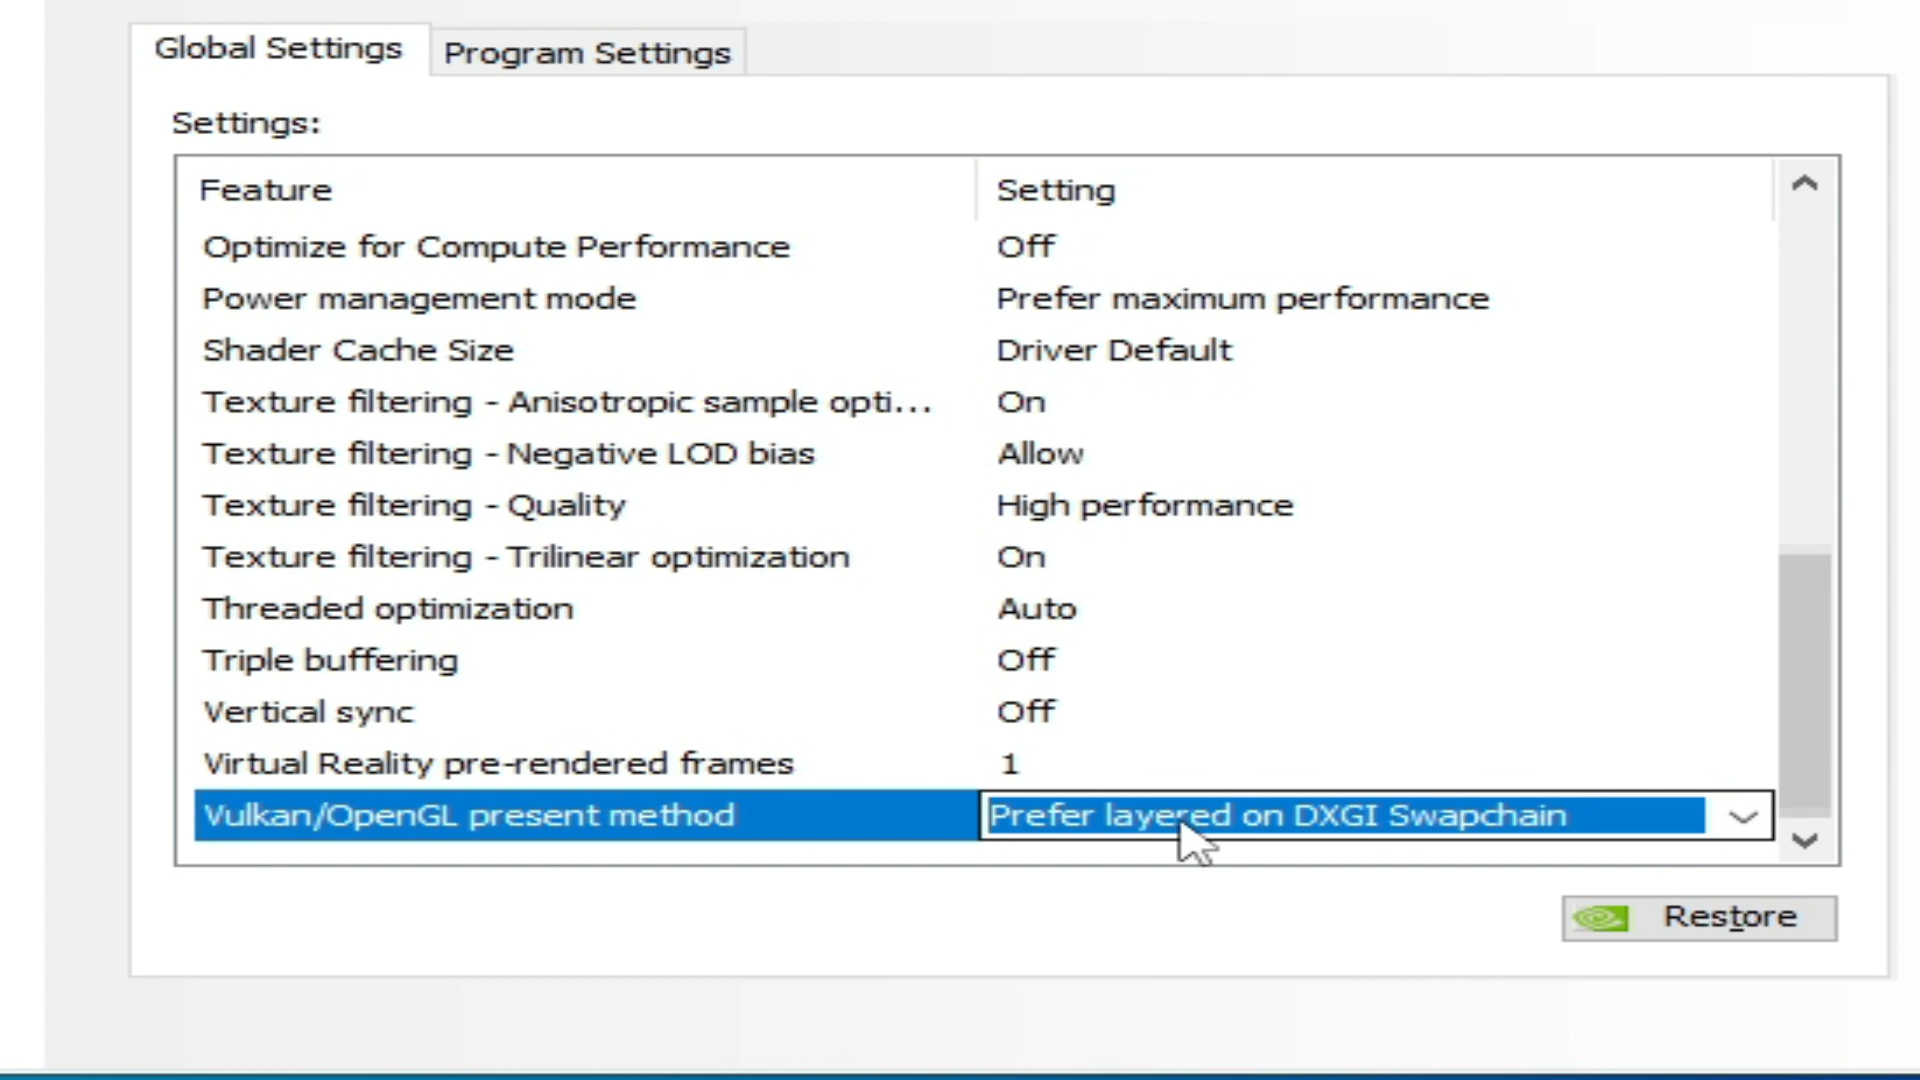 Global Settings
Program Settings
Settings:
Feature Setting
Optimize for Compute Performance Off
Power management mode Prefer maximum performance
Shader Cache Size Driver Default
Texture filtering - Anisotropic sample opti... On
Texture filtering - Negative LOD bias Allow
Texture filtering - Quality High performance
Texture filtering - Trilinear optimization On
Threaded optimization Auto
Triple buffering Off
Vertical sync Off
Virtual Reality pre-rendered frames 1
Vulkan/OpenGL present method Prefer layered on DXGI Swapchain
Restore